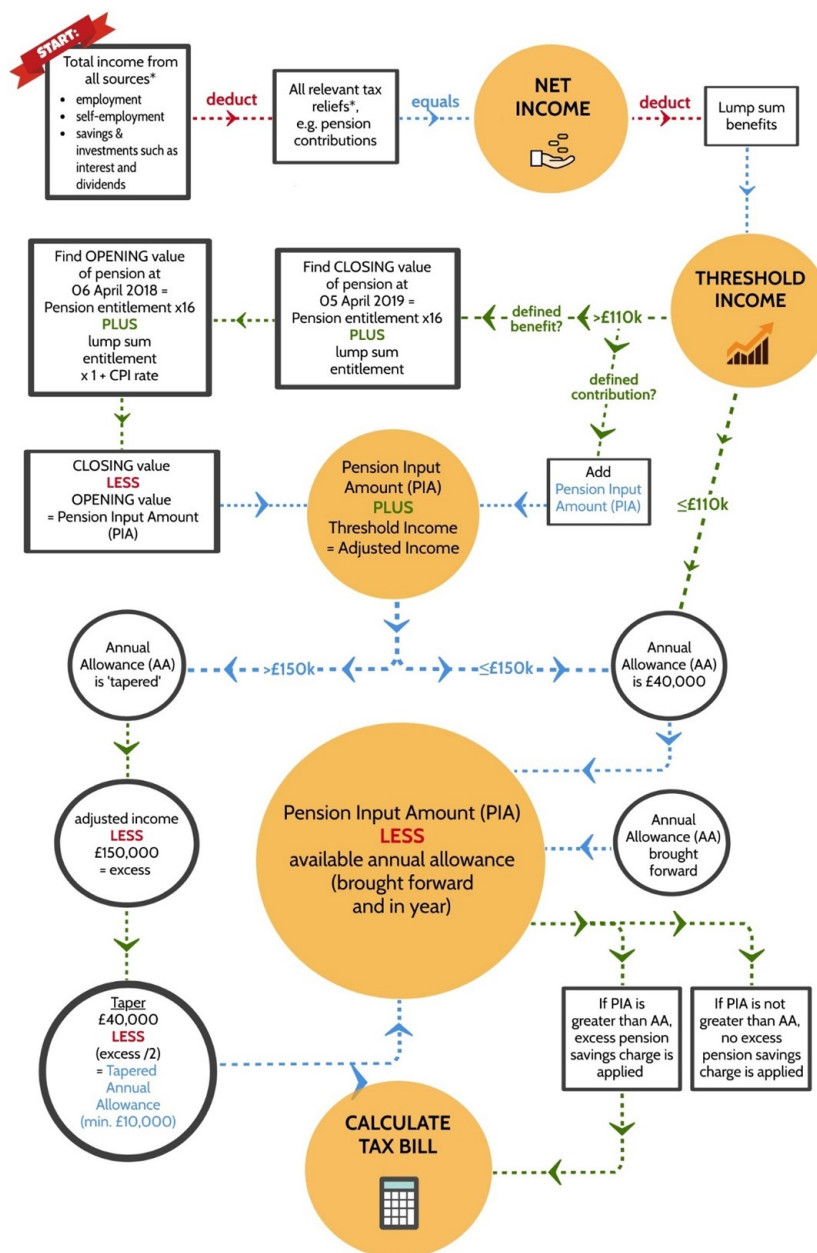 START:
Total income from
all sources*
• employment
• self-employment
• savings &
investments such as
interest and
dividends
deduct
All relevant tax
reliefs*,
e.g. pension
contributions
equals
NET
INCOME
deduct
Lump sum
benefits
THRESHOLD
INCOME
>£110k
defined
benefit?
Find CLOSING value
of pension at
05 April 2019 =
Pension entitlement x16
PLUS
lump sum
entitlement
Find OPENING value
of pension at
06 April 2018 =
Pension entitlement x16
PLUS
lump sum
entitlement
x 1 + CPI rate
defined
contribution?
CLOSING value
LESS
OPENING value
= Pension Input Amount
(PIA)
Pension Input
Amount (PIA)
PLUS
Threshold Income
= Adjusted Income
Add
Pension Input
Amount (PIA)
≤£110k
Annual
Allowance (AA)
is 'tapered'
>£150k
≤£150k
Annual
Allowance (AA)
is £40,000
adjusted income
LESS
£150,000
= excess
Pension Input Amount (PIA)
LESS
available annual allowance
(brought forward
and in year)
Annual
Allowance (AA)
brought
forward
Taper
£40,000
LESS
(excess /2)
= Tapered
Annual
Allowance
(min. £10,000)
If PIA is
greater than AA,
excess pension
savings charge is
applied
If PIA is not
greater than AA,
no excess
pension savings
charge is applied
CALCULATE
TAX BILL